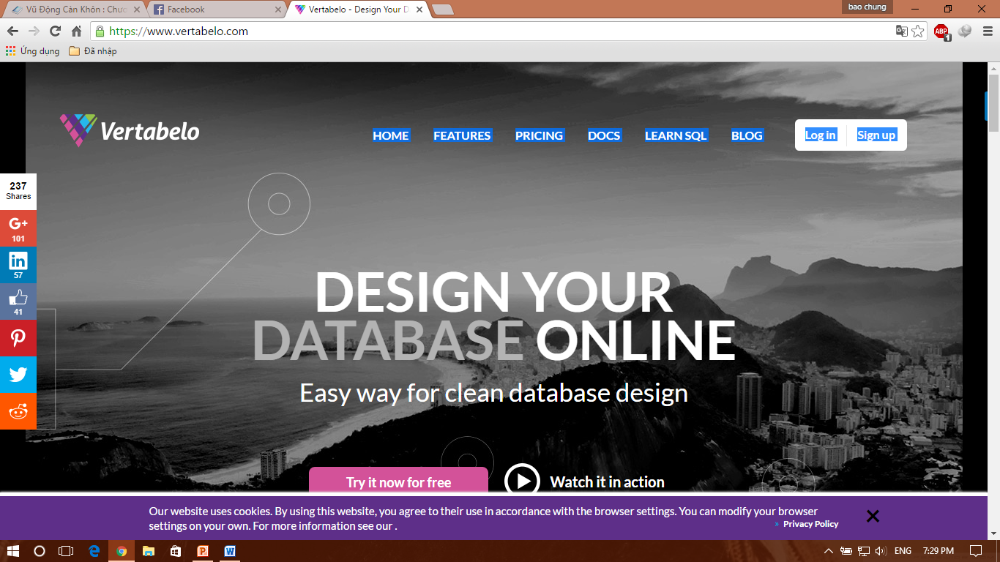 Vũ Động Càn Khôn : Chươ
Facebook
Vertabelo - Design Your D
bao chung
https://www.vertabelo.com
ABP
1
Ứng dụng
Đã nhập
Vertabelo
HOME
FEATURES
PRICING
DOCS
LEARN SQL
BLOG
Log in
Sign up
237
Shares
G+
101
in
57
41
DESIGN YOUR
DATABASE ONLINE
Easy way for clean database design
Try it now for free
Watch it in action
Our website uses cookies. By using this website, you agree to their use in accordance with the browser settings. You can modify your browser
settings on your own. For more information see our .
» Privacy Policy
ENG
7:29 PM